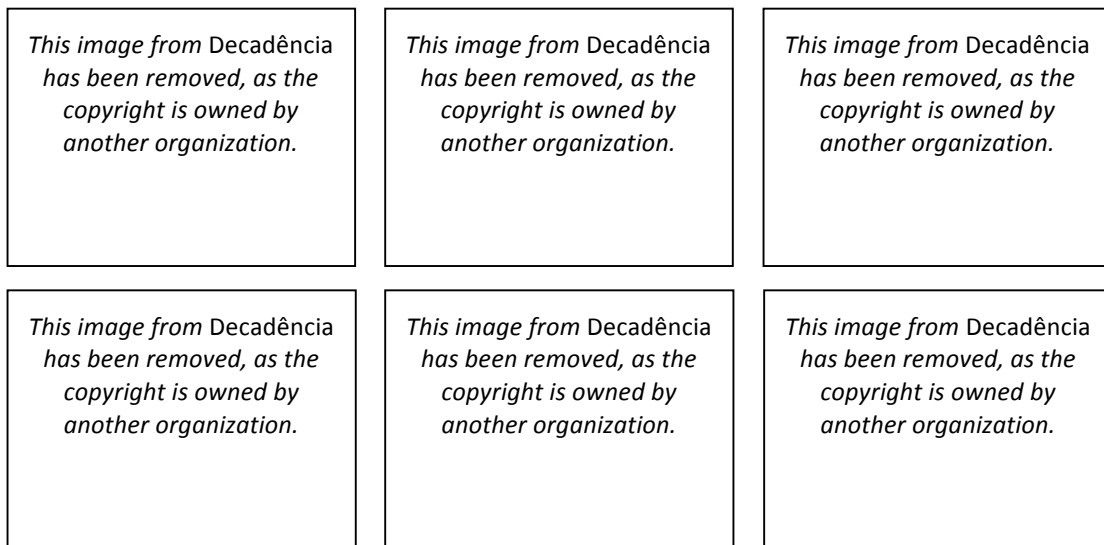 This image from Decadência
has been removed, as the
copyright is owned by
another organization.
This image from Decadência
has been removed, as the
copyright is owned by
another organization.
This image from Decadência
has been removed, as the
copyright is owned by
another organization.
This image from Decadência
has been removed, as the
copyright is owned by
another organization.
This image from Decadência
has been removed, as the
copyright is owned by
another organization.
This image from Decadência
has been removed, as the
copyright is owned by
another organization.